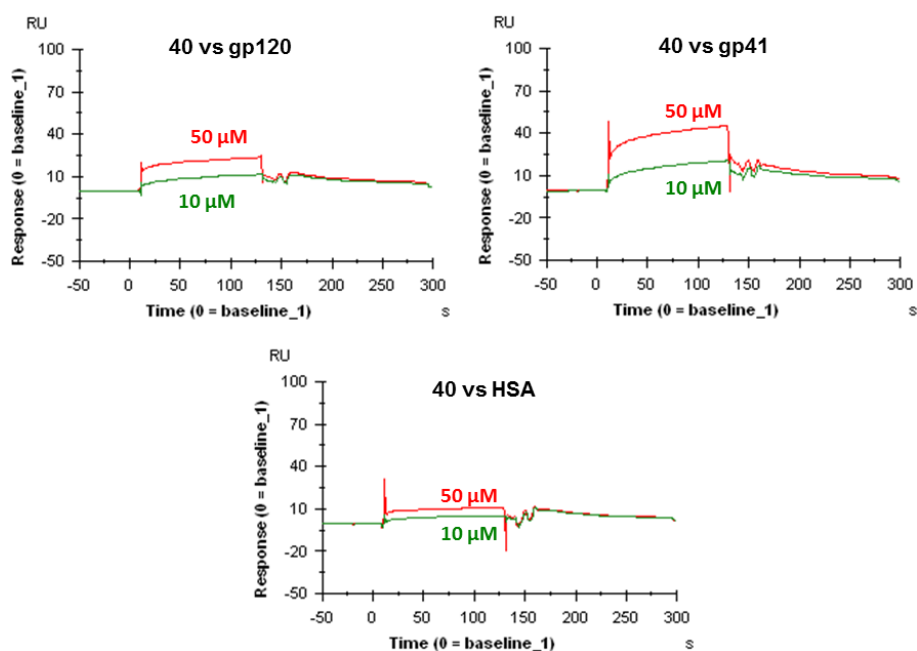 RU
40 vs gp120
Response (0 = baseline_1)
100
70
40
10
-20
-50
50 µM
10 µM
-50 0 50 100 150 200 250 300
Time (0 = baseline_1)
s
RU
40 vs gp41
Response (0 = baseline_1)
100
70
40
10
-20
-50
50 µM
10 µM
-50 0 50 100 150 200 250 300
Time (0 = baseline_1)
s
RU
40 vs HSA
Response (0 = baseline_1)
100
70
40
10
-20
-50
50 µM
10 µM
-50 0 50 100 150 200 250 300
Time (0 = baseline_1)
s